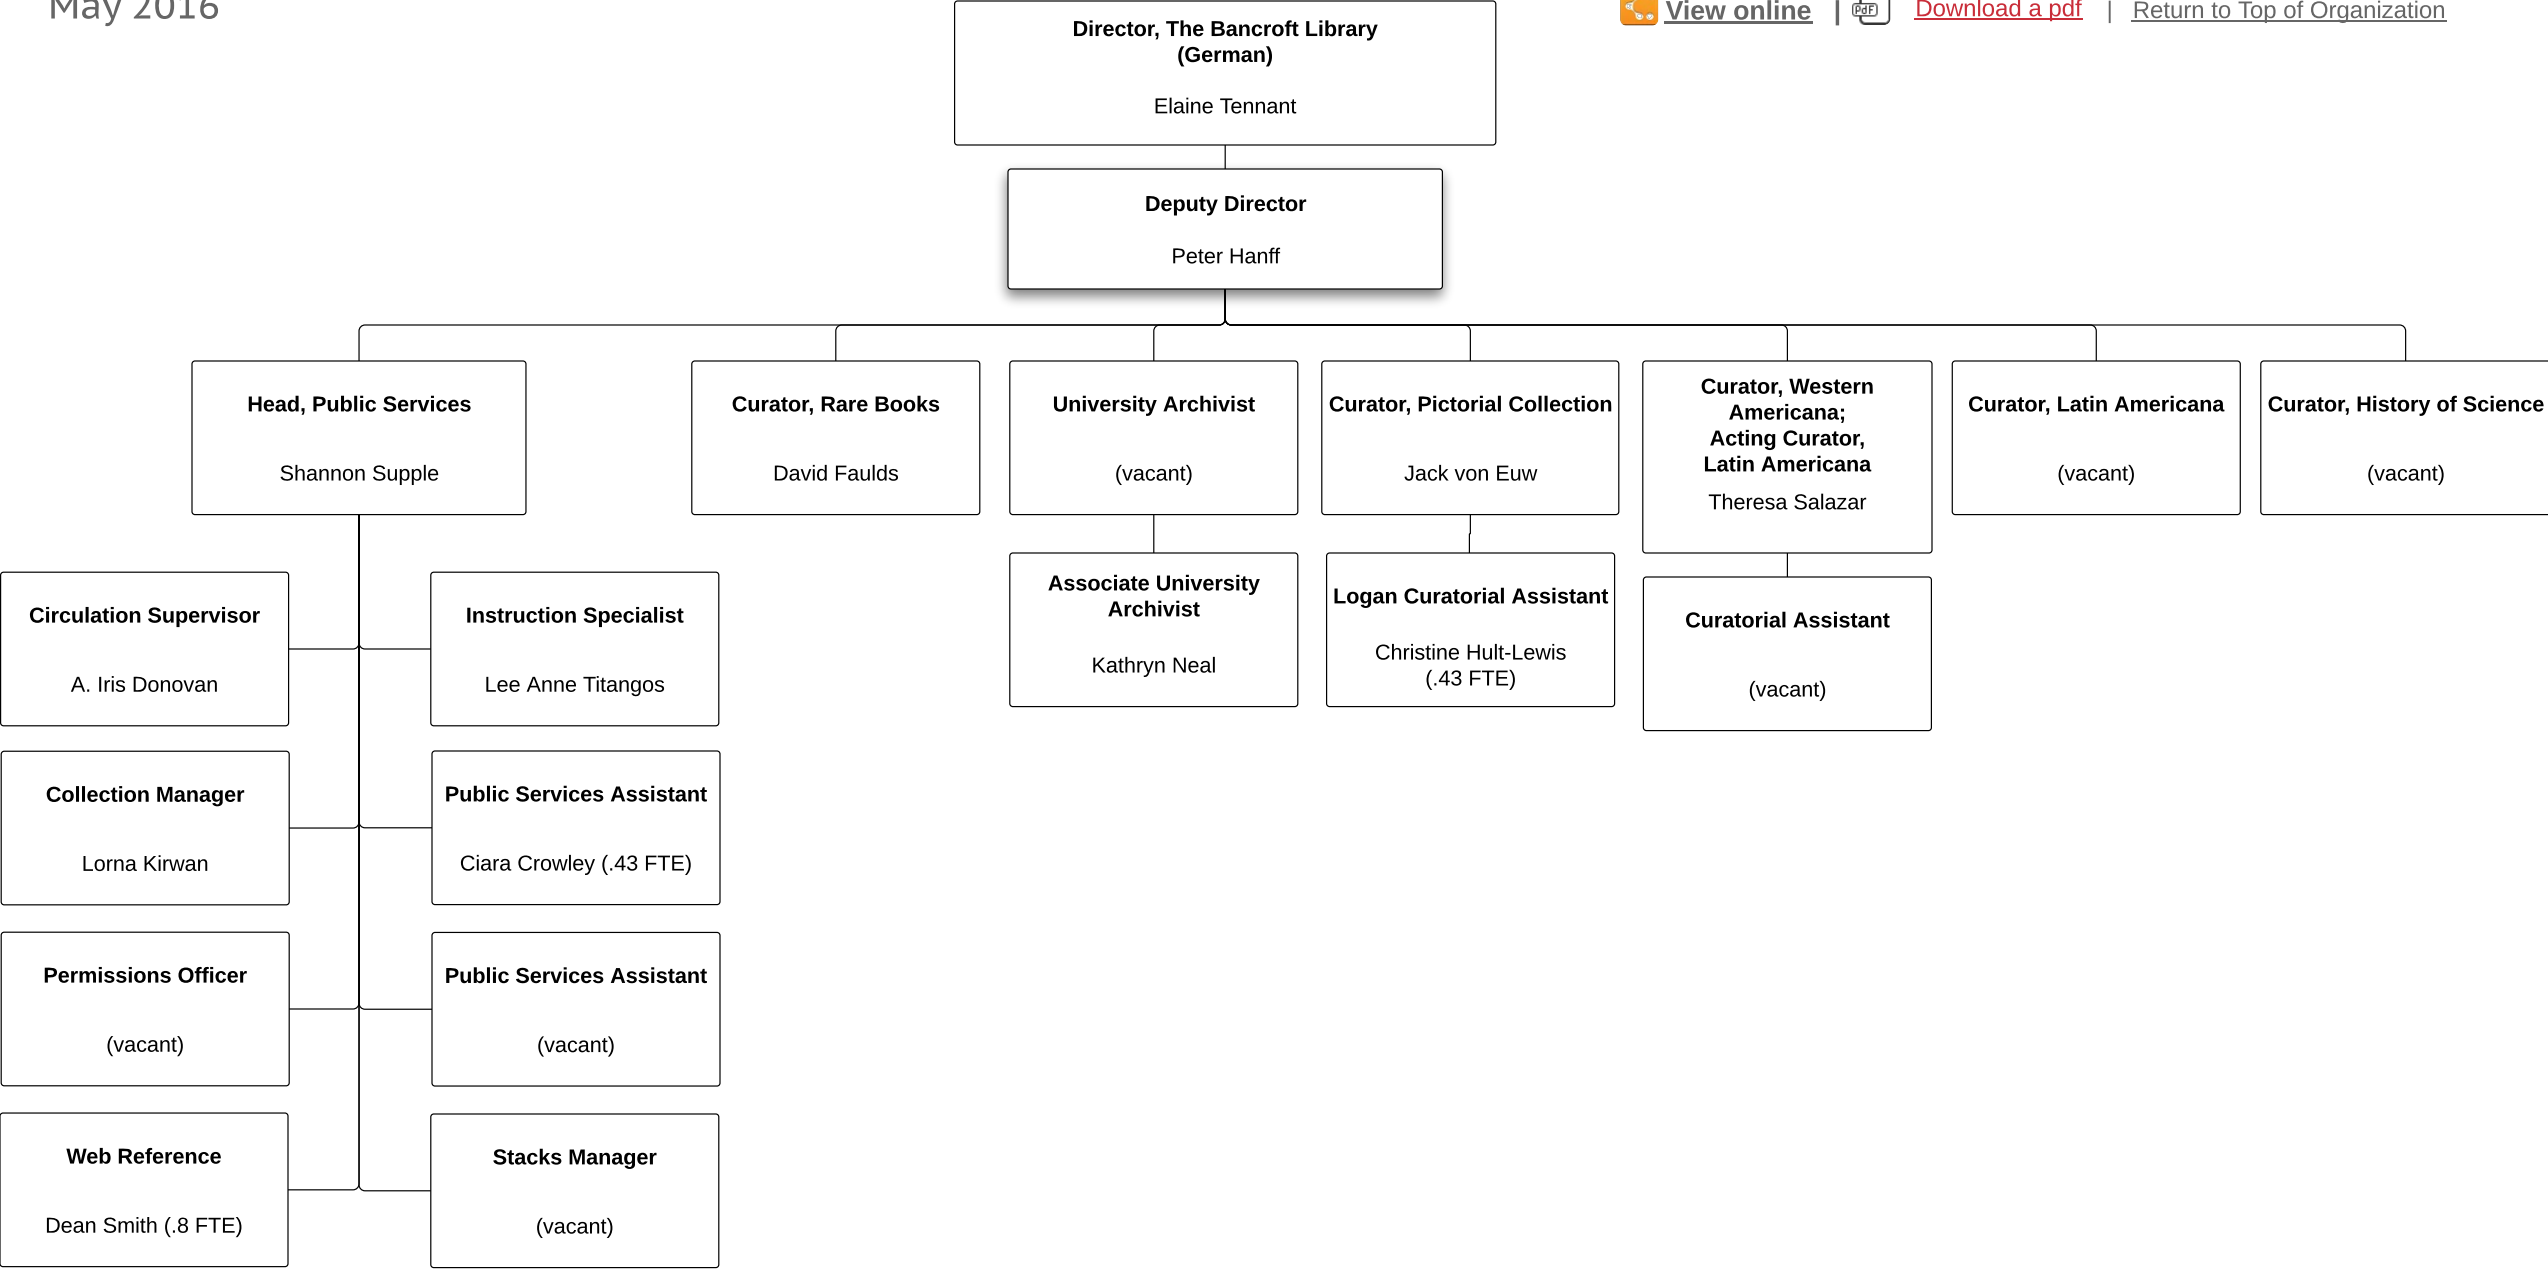 May 2016
View online | PdF Download a pdf | Return to Top of Organization
Director, The Bancroft Library
(German)
Elaine Tennant
Deputy Director
Peter Hanff
Head, Public Services
Shannon Supple
Curator, Rare Books
David Faulds
University Archivist
(vacant)
Curator, Pictorial Collection
Jack von Euw
Curator, Western
Americana;
Acting Curator,
Latin Americana
Theresa Salazar
Curator, Latin Americana
(vacant)
Curator, History of Science
(vacant)
Associate University
Archivist
Kathryn Neal
Logan Curatorial Assistant
Christine Hult-Lewis
(.43 FTE)
Curatorial Assistant
(vacant)
Circulation Supervisor
A. Iris Donovan
Instruction Specialist
Lee Anne Titangos
Collection Manager
Lorna Kirwan
Public Services Assistant
Ciara Crowley (.43 FTE)
Permissions Officer
(vacant)
Public Services Assistant
(vacant)
Web Reference
Dean Smith (.8 FTE)
Stacks Manager
(vacant)